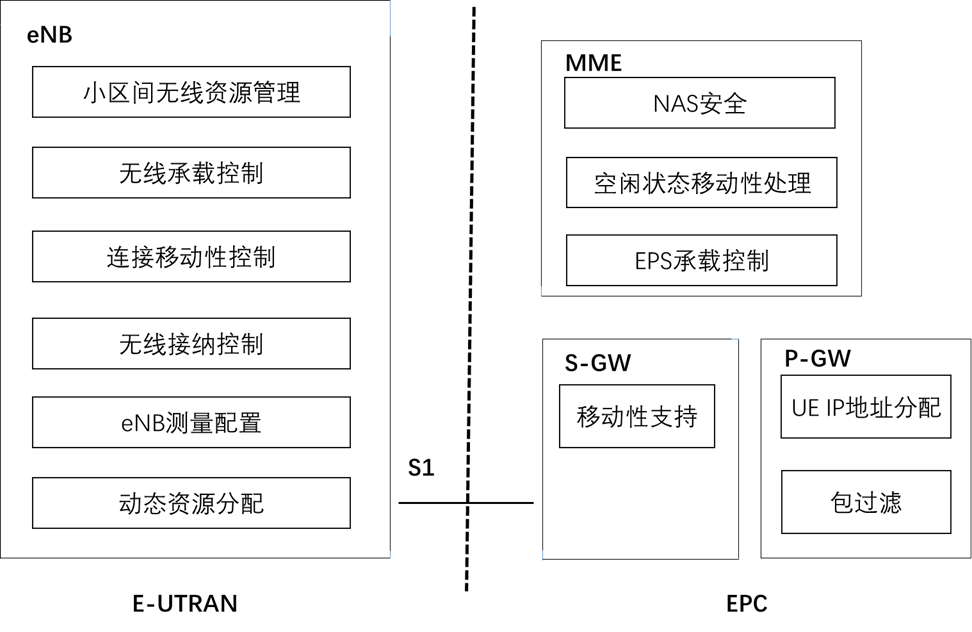 eNB
小区间无线资源管理
无线承载控制
连接移动性控制
无线接纳控制
eNB测量配置
动态资源分配
E-UTRAN
S1
MME
NAS安全
空闲状态移动性处理
EPS承载控制
S-GW
移动性支持
P-GW
UE IP地址分配
包过滤
EPC